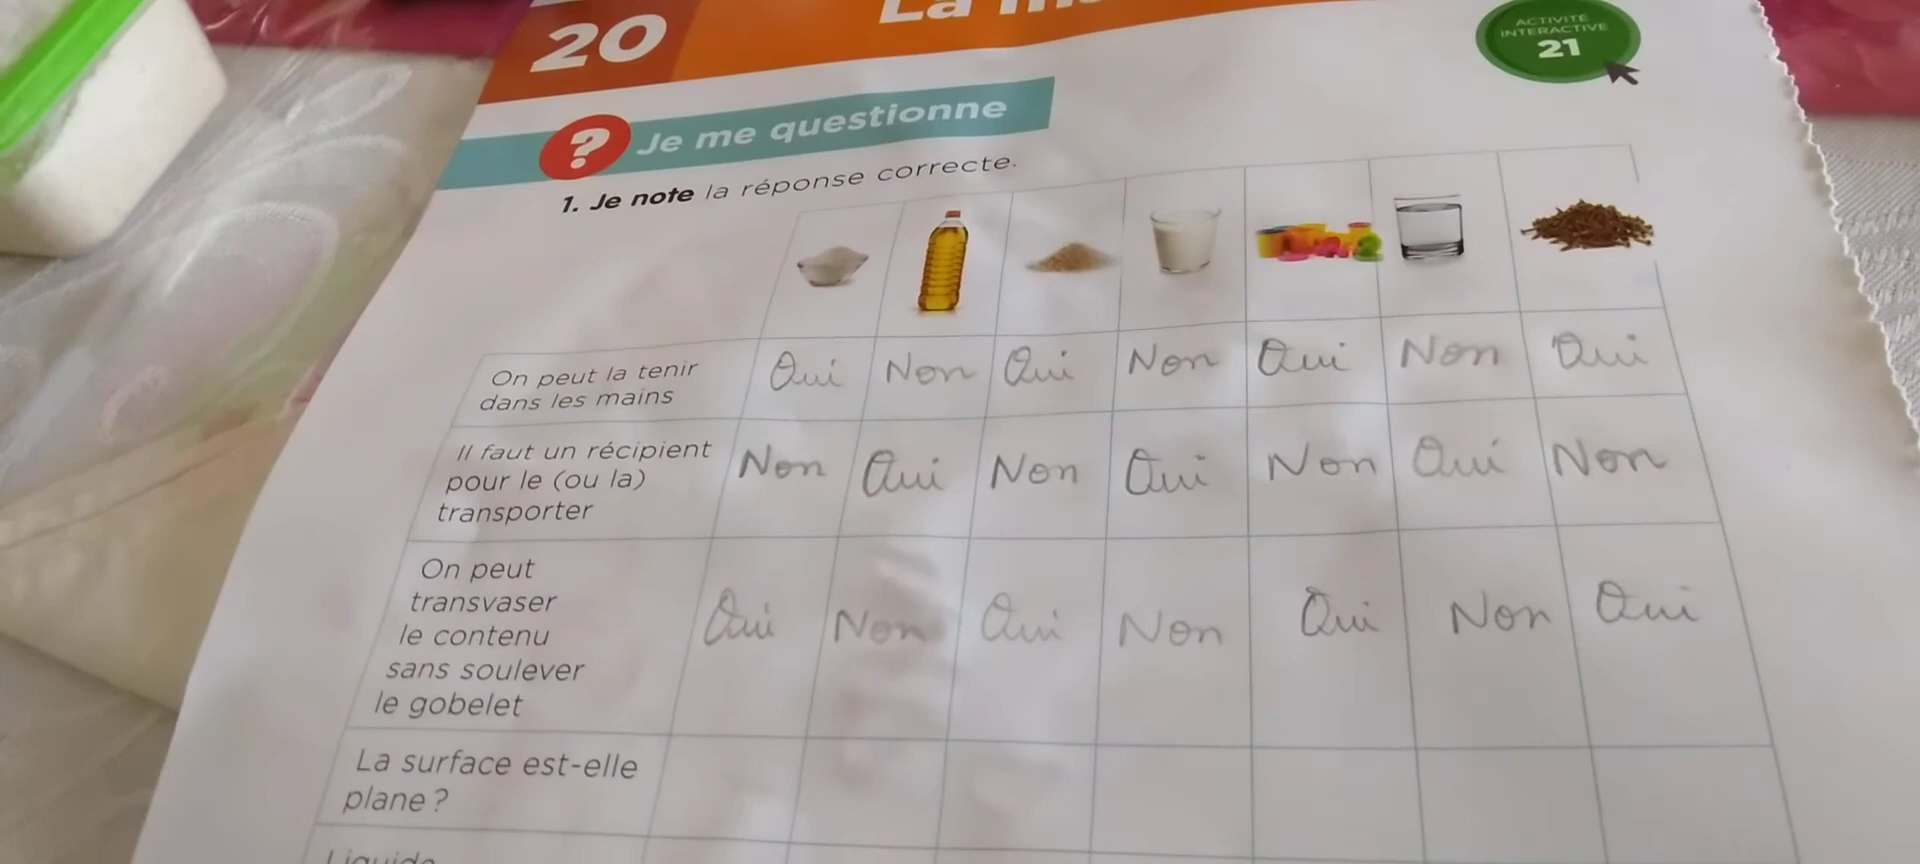 20
La
ACTIVITÉ
INTERACTIVE
21
? Je me questionne
1. Je note la réponse correcte.
On peut la tenir
dans les mains
Oui Non Oui Non Oui Non Oui
Il faut un récipient
pour le (ou la)
transporter
Non Oui Non Oui Non Oui Non
On peut
transvaser
le contenu
sans soulever
le gobelet
Oui Non Oui Non Oui Non Oui
La surface est-elle
plane ?
Liquide